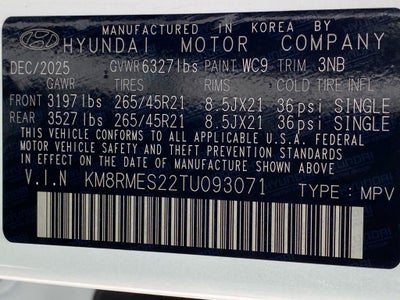 MANUFACTURED IN KOREA BY
HYUNDAI MOTOR COMPANY
DEC/2025 GVWR 6327lbs PAINT WC9 TRIM 3NB
GAWR TIRES RIMS COLD TIRE INFL
FRONT 3197lbs 265/45R21 8.5JX21 36psi SINGLE
REAR 3527lbs 265/45R21 8.5JX21 36psi SINGLE
THIS VEHICLE CONFORMS TO ALL APPLICABLE U.S.A. FEDERAL
MOTOR VEHICLE SAFETY AND THEFT PREVENTION STANDARDS
IN EFFECT ON THE DATE OF MANUFACTURE SHOWN ABOVE
V.I.N KM8RMES22TU093071 TYPE : MPV